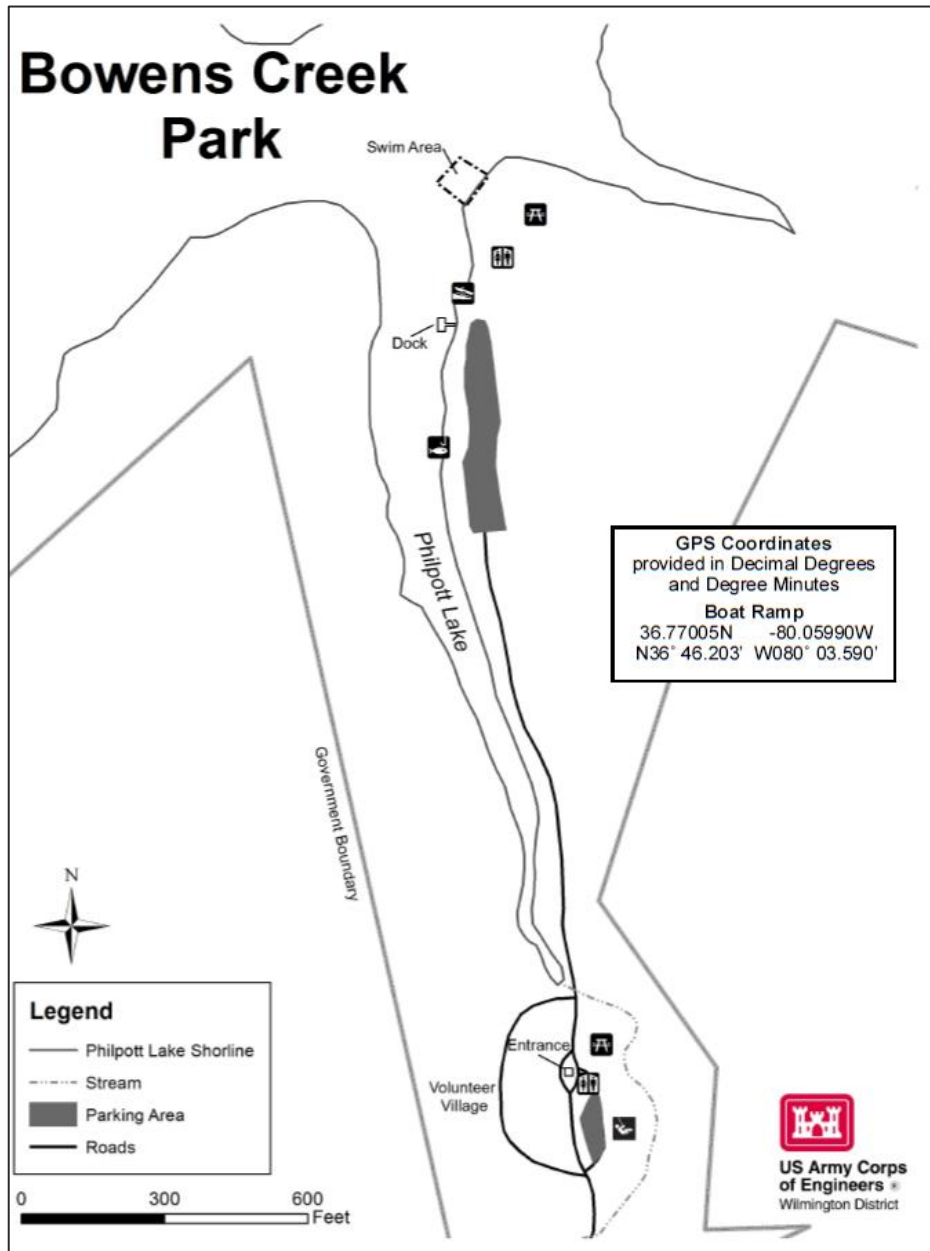 Bowens Creek
Park
Swim Area
Dock
Philpott Lake
GPS Coordinates
provided in Decimal Degrees
and Degree Minutes
Boat Ramp
36.77005N -80.05990W
N36° 46.203' W080° 03.590'
Government Boundary
N
Legend
Philpott Lake Shorline
Stream
Parking Area
Roads
Entrance
Volunteer
Village
0 300 600
Feet
US Army Corps
of Engineers ®
Wilmington District